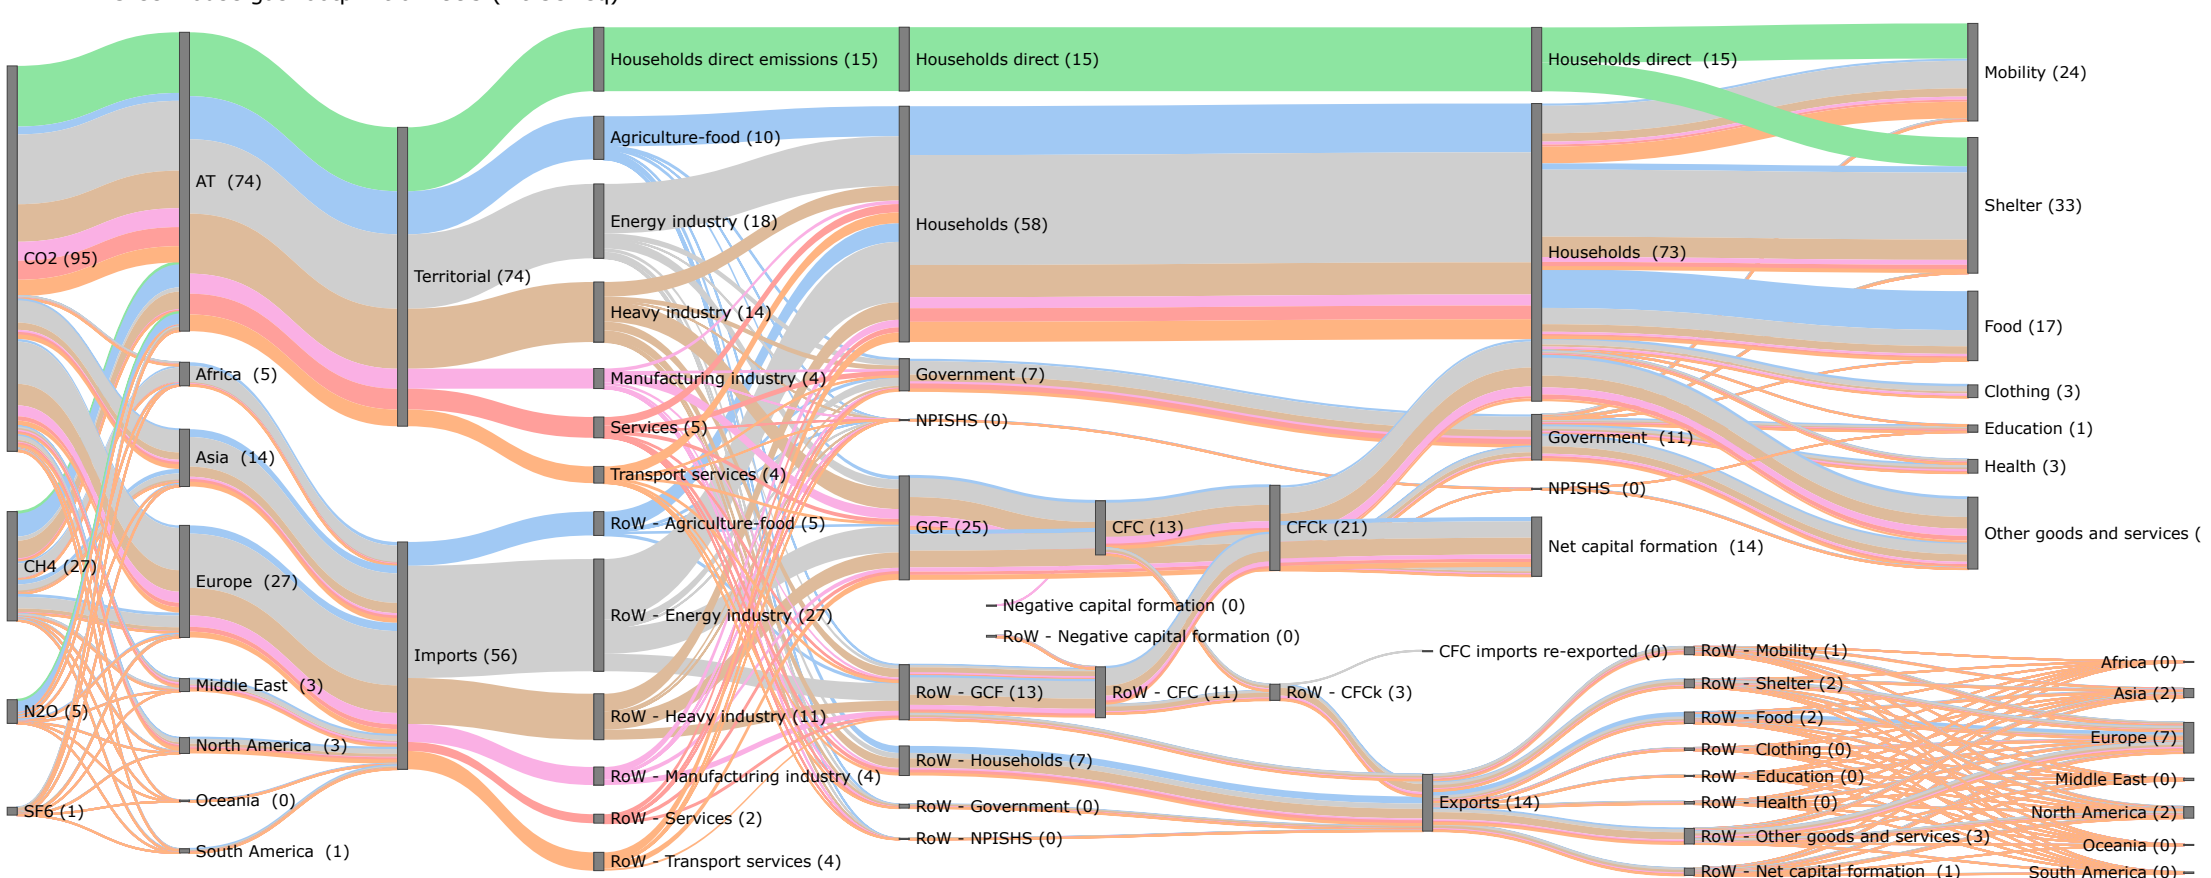 CO2 (95)
CH4 (27)
N2O (5)
SF6 (1)
AT (74)
Africa (5)
Asia (14)
Europe (27)
Middle East (3)
North America (3)
Oceania (0)
South America (1)
Territorial (74)
Imports (56)
Households direct emissions (15)
Agriculture-food (10)
Energy industry (18)
Heavy industry (14)
Manufacturing industry (4)
Services (5)
Transport services (4)
RoW - Agriculture-food (5)
RoW - Energy industry (27)
RoW - Heavy industry (11)
RoW - Manufacturing industry (4)
RoW - Services (2)
RoW - Transport services (4)
Households direct (15)
Households (58)
Government (7)
NPISHS (0)
GCF (25)
RoW - GCF (13)
RoW - Households (7)
RoW - Government (0)
RoW - NPISHS (0)
Negative capital formation (0)
RoW - Negative capital formation (0)
CFC (13)
RoW - CFC (11)
CFCk (21)
RoW - CFCk (3)
CFC imports re-exported (0)
Exports (14)
Households direct (15)
Households (73)
Government (11)
NPISHS (0)
Net capital formation (14)
RoW - Mobility (1)
RoW - Shelter (2)
RoW - Food (2)
RoW - Clothing (0)
RoW - Education (0)
RoW - Health (0)
RoW - Other goods and services (3)
RoW - Net capital formation (1)
Mobility (24)
Shelter (33)
Food (17)
Clothing (3)
Education (1)
Health (3)
Other goods and services (
Africa (0)
Asia (2)
Europe (7)
Middle East (0)
North America (2)
Oceania (0)
South America (0)